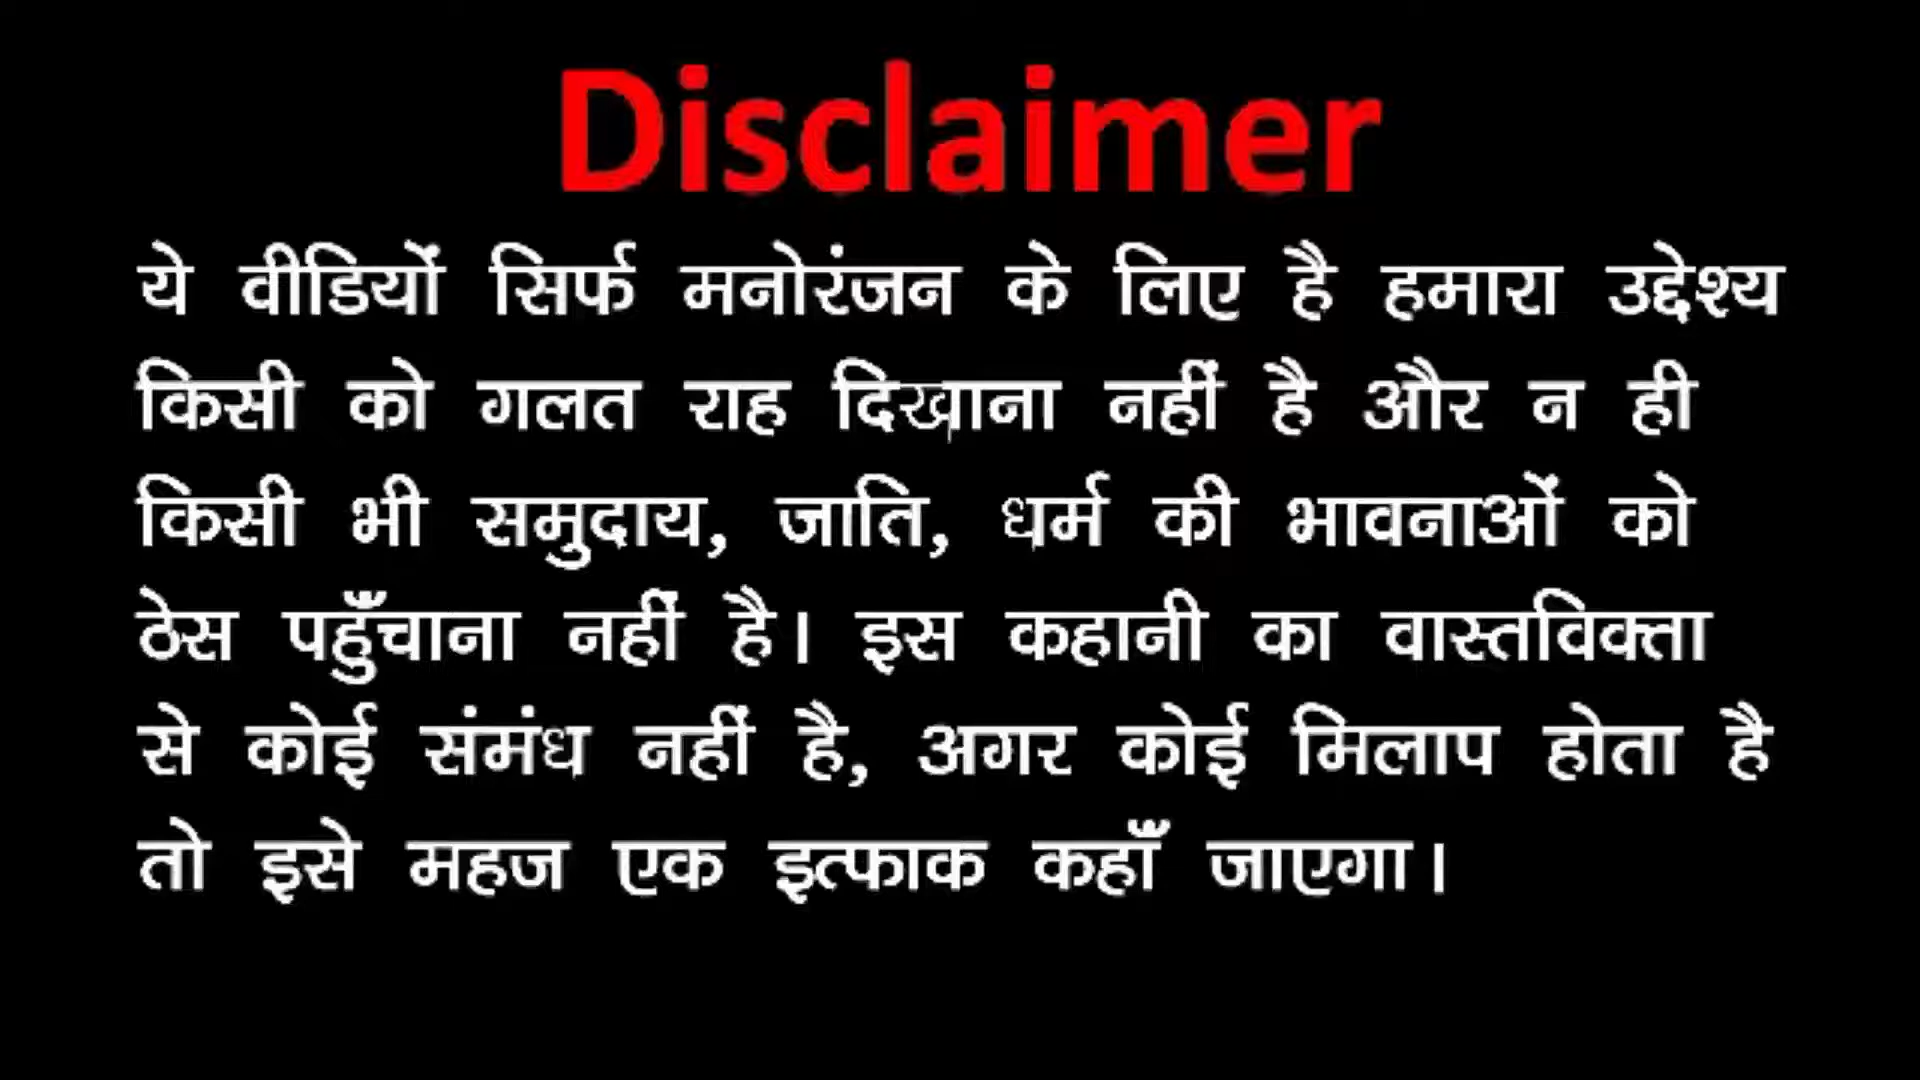 Disclaimer
ये वीडियों सिर्फ मनोरंजन के लिए है हमारा उद्देश्य
किसी को गलत राह दिखाना नहीं है और न ही
किसी भी समुदाय, जाति, धर्म की भावनाओं को
ठेस पहुँचाना नहीं है। इस कहानी का वास्तविक्ता
से कोई संमंध नहीं है, अगर कोई मिलाप होता है
तो इसे महज एक इत्फाक कहाँ जाएगा।